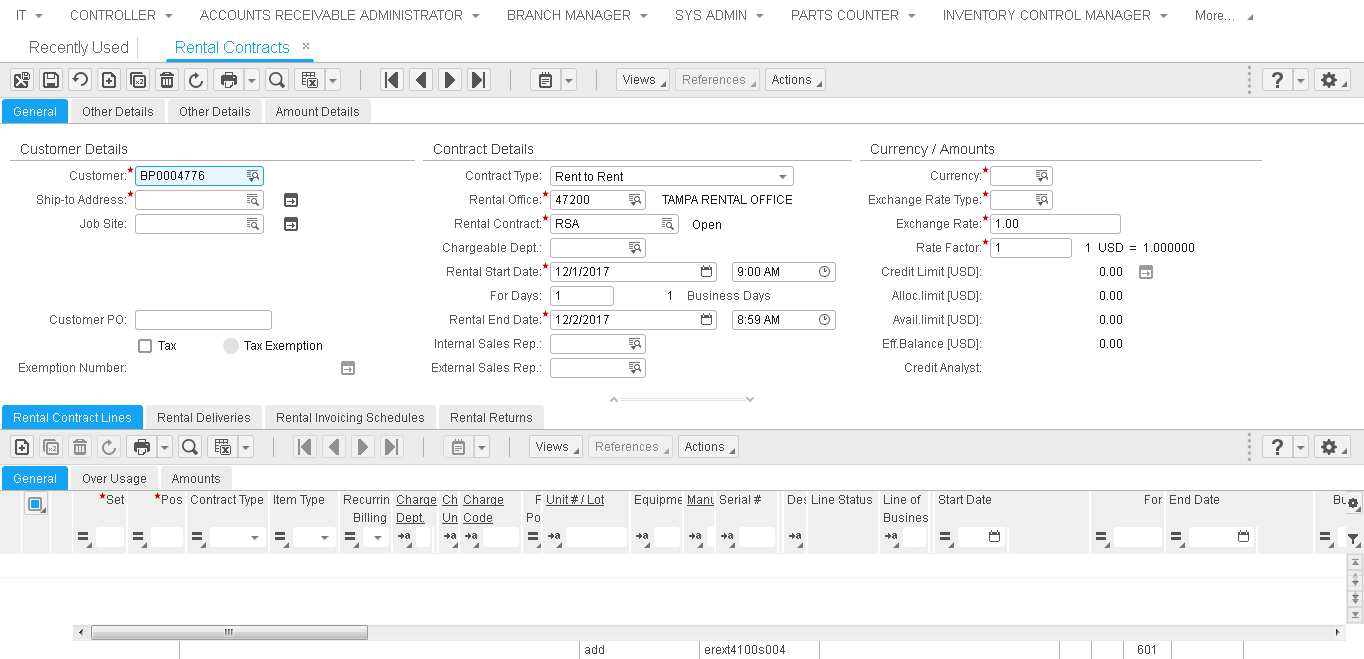 IT CONTROLLER ACCOUNTS RECEIVABLE ADMINISTRATOR BRANCH MANAGER SYS ADMIN PARTS COUNTER INVENTORY CONTROL MANAGER More...
Recently Used Rental Contracts ×
Views References Actions ?
General Other Details Other Details Amount Details
Customer Details
Customer:* BP0004776
Ship-to Address:*
Job Site:
Customer PO:
Tax Tax Exemption
Exemption Number:
Contract Details
Contract Type: Rent to Rent
Rental Office:* 47200 TAMPA RENTAL OFFICE
Rental Contract:* RSA Open
Chargeable Dept.:
Rental Start Date:* 12/1/2017 9:00 AM
For Days: 1 1 Business Days
Rental End Date:* 12/2/2017 8:59 AM
Internal Sales Rep.:
External Sales Rep.:
Currency / Amounts
Currency:*
Exchange Rate Type:*
Exchange Rate:* 1.00
Rate Factor:* 1 1 USD = 1.000000
Credit Limit [USD]: 0.00
Alloc.limit [USD]: 0.00
Avail.limit [USD]: 0.00
Eff.Balance [USD]: 0.00
Credit Analyst:
Rental Contract Lines Rental Deliveries Rental Invoicing Schedules Rental Returns
Views References Actions ?
General Over Usage Amounts
*Set *Pos Contract Type Item Type Recurrin Charge Ch Charge F Unit # / Lot Equipme Manu Serial # Des Line Status Line of Start Date For End Date Bu
Billing Dept. Un Code Po Busines
add erext4100s004 601